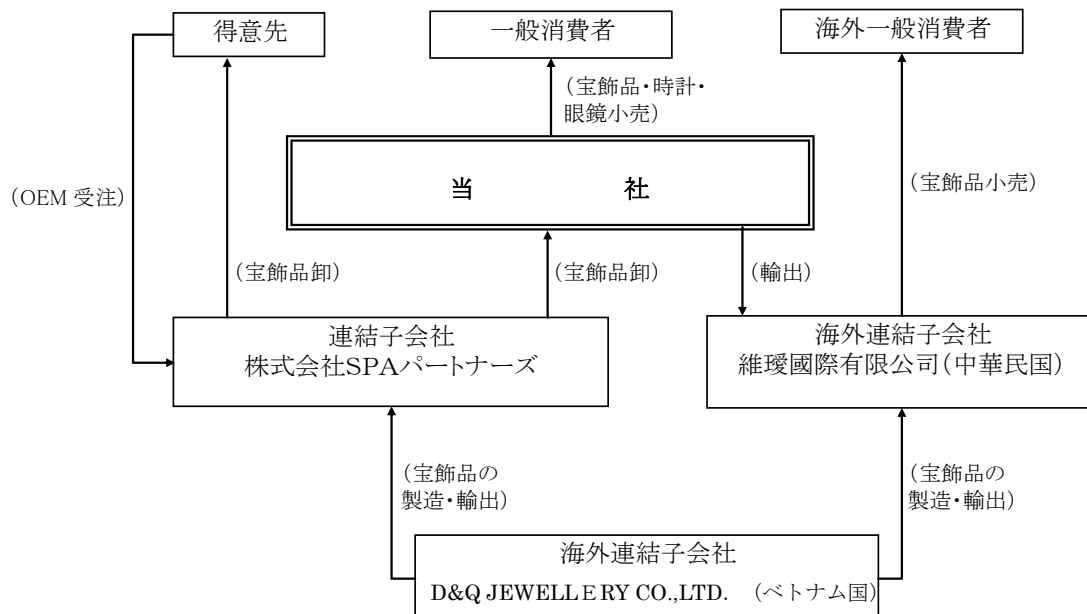 得意先
一般消費者
海外一般消費者
(宝飾品・時計・
眼鏡小売)
当　　社
(OEM 受注)
(宝飾品小売)
(宝飾品卸)
(宝飾品卸)
(輸出)
連結子会社
株式会社SPAパートナーズ
海外連結子会社
維璦國際有限公司(中華民国)
(宝飾品の
製造・輸出)
(宝飾品の
製造・輸出)
海外連結子会社
D&Q JEWELLERY CO.,LTD. (ベトナム国)